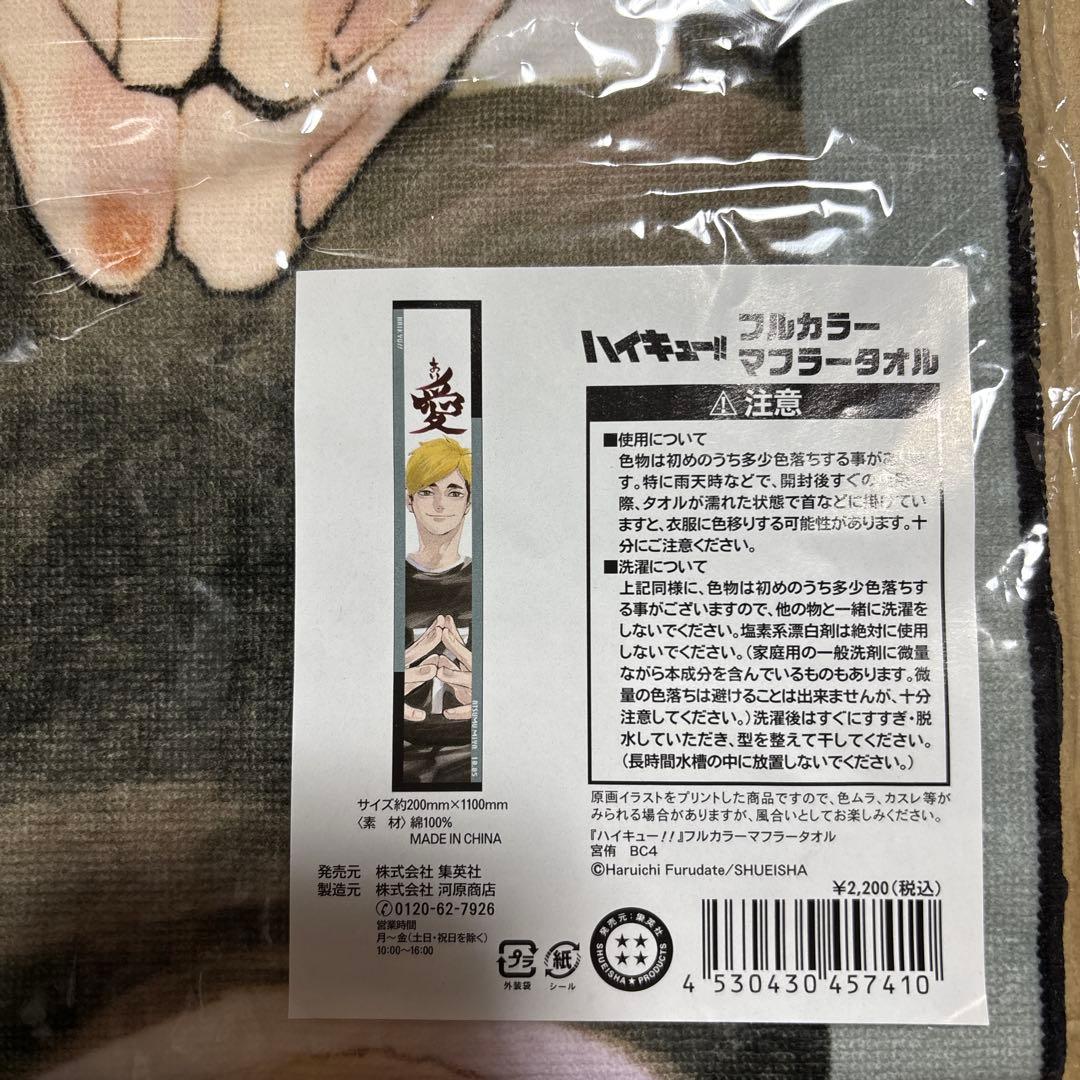 HAIKYU!!
あい
愛
ATSUMU MIYA 10.05
サイズ約200mm×1100mm
〈素 材〉綿100%
MADE IN CHINA
発売元 株式会社 集英社
製造元 株式会社 河原商店
0120-62-7926
営業時間
月〜金(土日・祝日を除く)
10:00〜16:00
ハイキュー!! フルカラー
マフラータオル
注意
■使用について
色物は初めのうち多少色落ちする事が
す。特に雨天時などで、開封後すぐの
際、タオルが濡れた状態で首などに掛けてい
ますと、衣服に色移りする可能性があります。十
分にご注意ください。
■洗濯について
上記同様に、色物は初めのうち多少色落ちす
る事がございますので、他の物と一緒に洗濯を
しないでください。塩素系漂白剤は絶対に使用
しないでください。(家庭用の一般洗剤に微量
ながら本成分を含んでいるものもあります。微
量の色落ちは避けることは出来ませんが、十分
注意してください。)洗濯後はすぐにすすぎ・脱
水していただき、型を整えて干してください。
(長時間水槽の中に放置しないでください。)
原画イラストをプリントした商品ですので、色ムラ、カスレ等が
みられる場合がありますが、風合いとしてお楽しみください。
『ハイキュー!!』フルカラーマフラータオル
宮侑 BC4
©Haruichi Furudate/SHUEISHA
¥2,200(税込)
プラ
外装袋
紙
シール
発売元:集英社
SHUEISHA★PRODUCTS
4 530430 457410